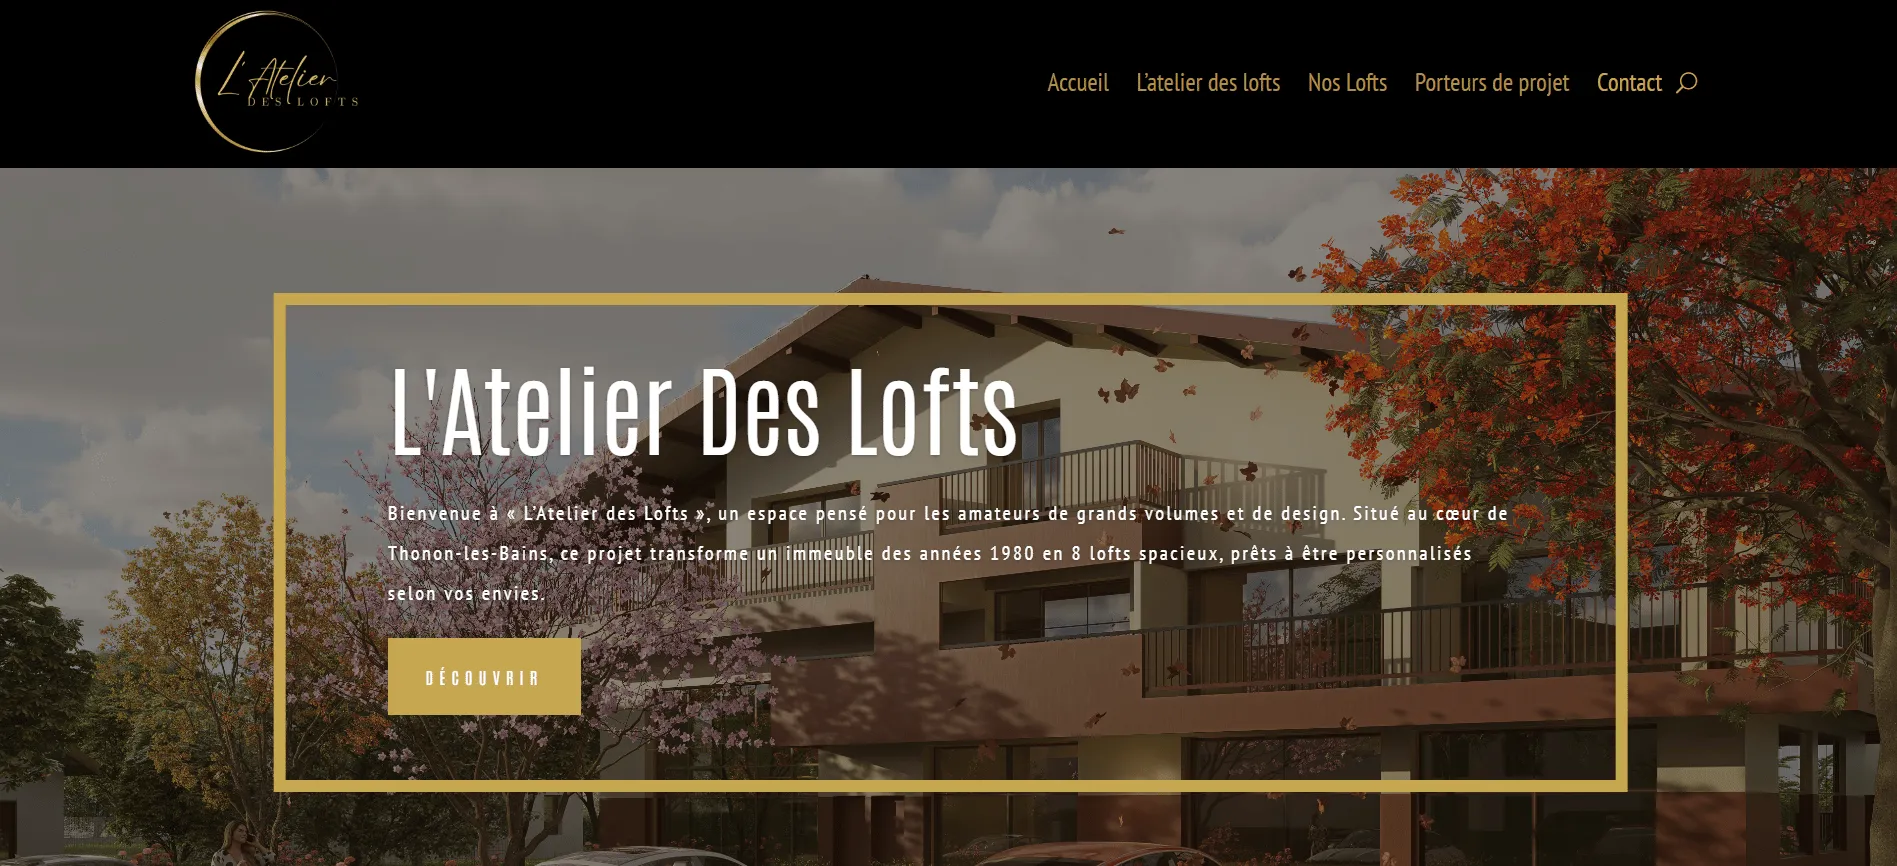 L'Atelier
DES LOFTS
Accueil L'atelier des lofts Nos Lofts Porteurs de projet Contact
L'Atelier Des Lofts
Bienvenue à « L'Atelier des Lofts », un espace pensé pour les amateurs de grands volumes et de design. Situé au cœur de
Thonon-les-Bains, ce projet transforme un immeuble des années 1980 en 8 lofts spacieux, prêts à être personnalisés
selon vos envies.
DÉCOUVRIR